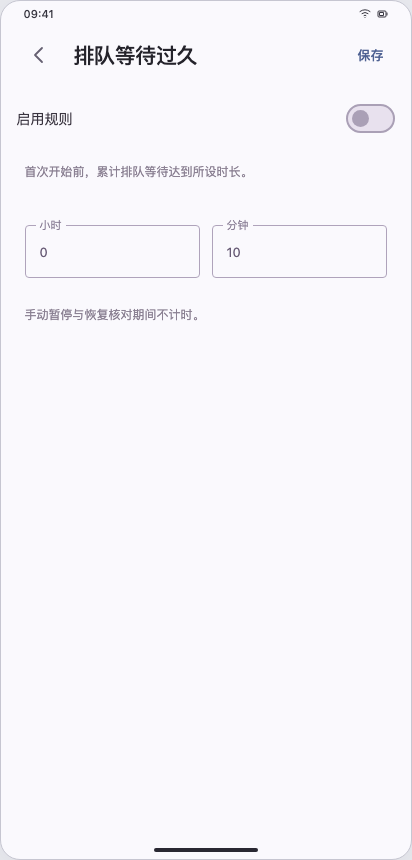 09:41
排队等待过久
保存
启用规则
首次开始前，累计排队等待达到所设时长。
小时
分钟
0
10
手动暂停与恢复核对期间不计时。